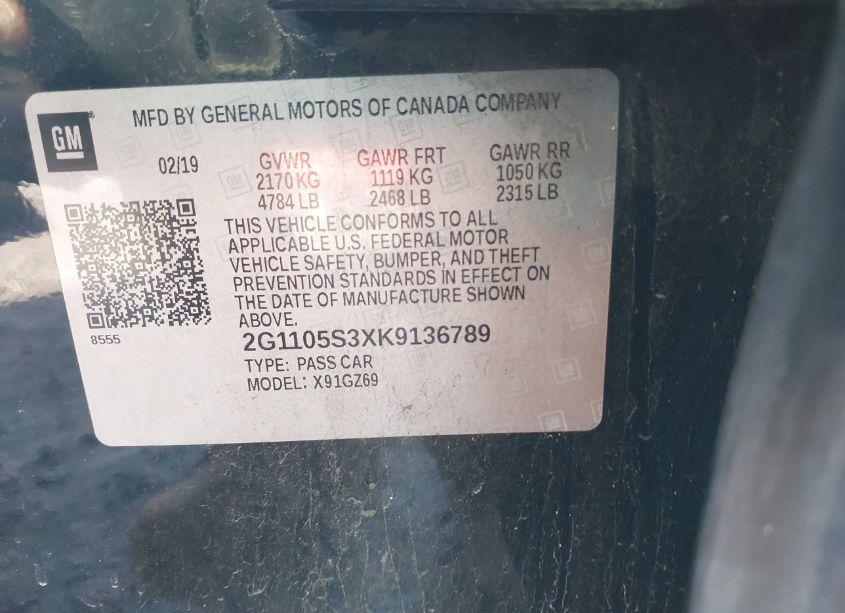 GM
MFD BY GENERAL MOTORS OF CANADA COMPANY
02/19 GVWR GAWR FRT GAWR RR
2170 KG 1119 KG 1050 KG
4784 LB 2468 LB 2315 LB
THIS VEHICLE CONFORMS TO ALL
APPLICABLE U.S. FEDERAL MOTOR
VEHICLE SAFETY, BUMPER, AND THEFT
PREVENTION STANDARDS IN EFFECT ON
THE DATE OF MANUFACTURE SHOWN
ABOVE.
8555
2G1105S3XK9136789
TYPE: PASS CAR
MODEL: X91GZ69